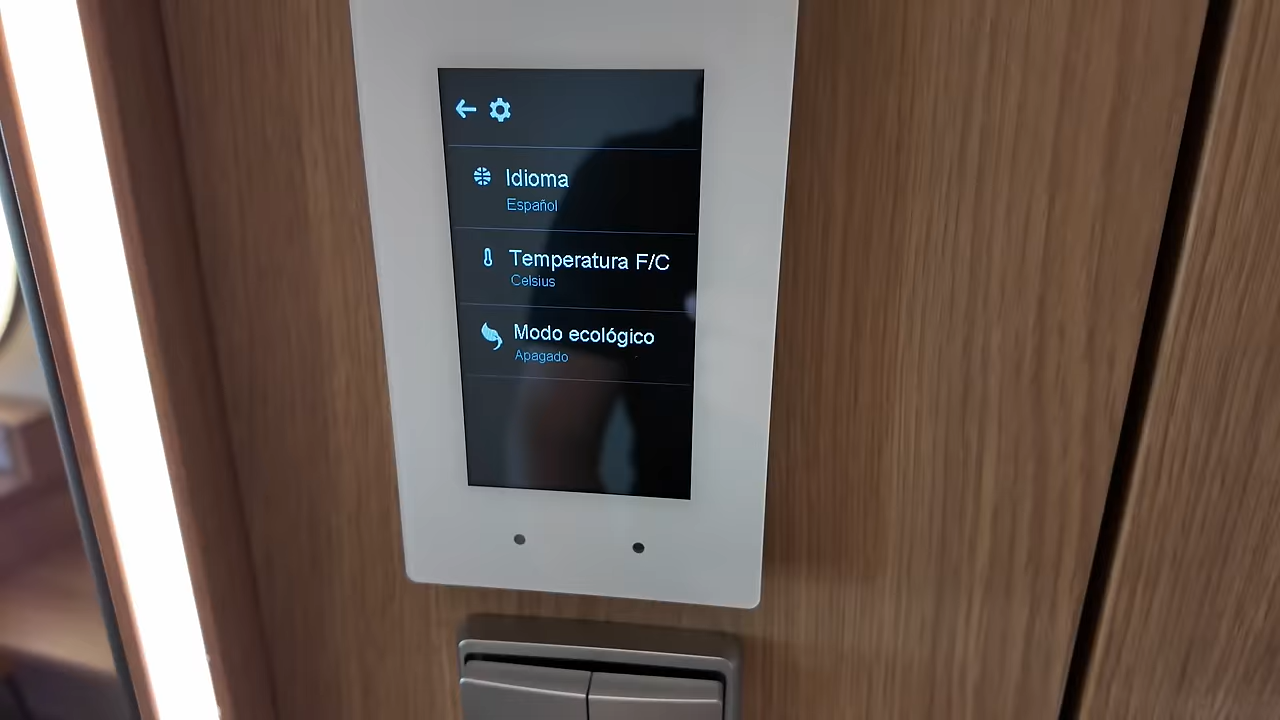 Idioma
Español
Temperatura F/C
Celsius
Modo ecológico
Apagado